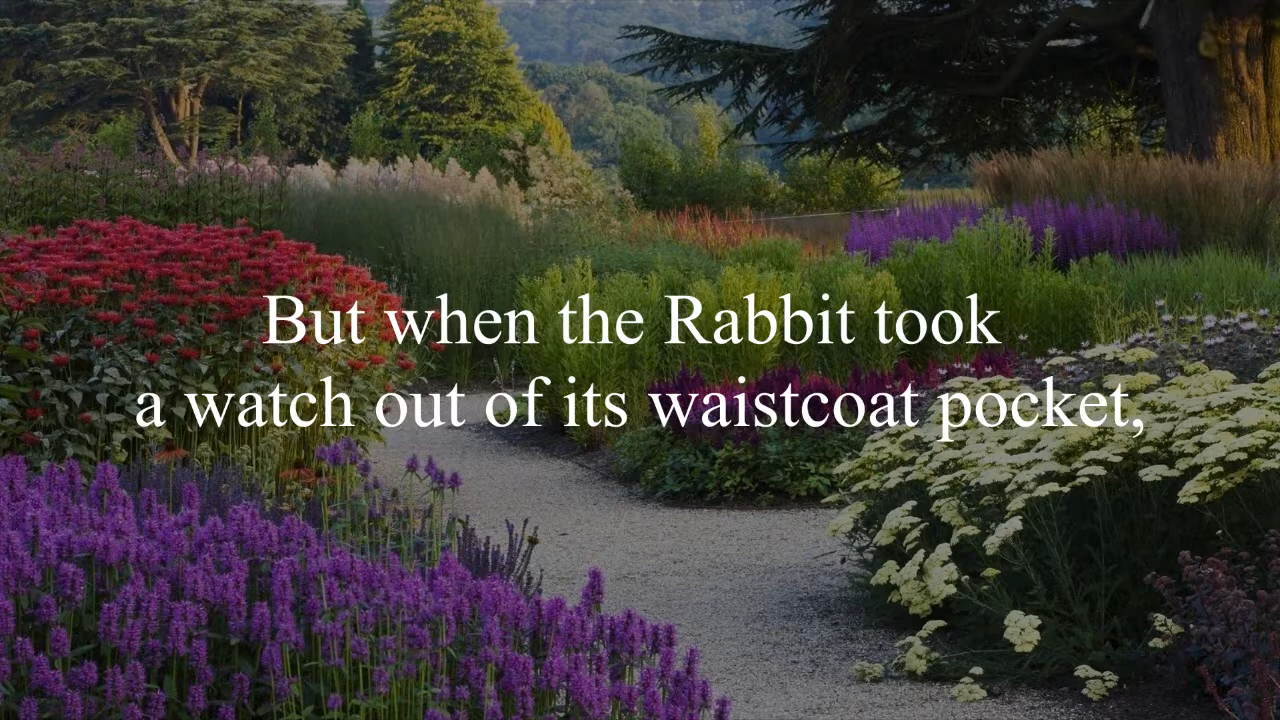 But when the Rabbit took
a watch out of its waistcoat pocket,